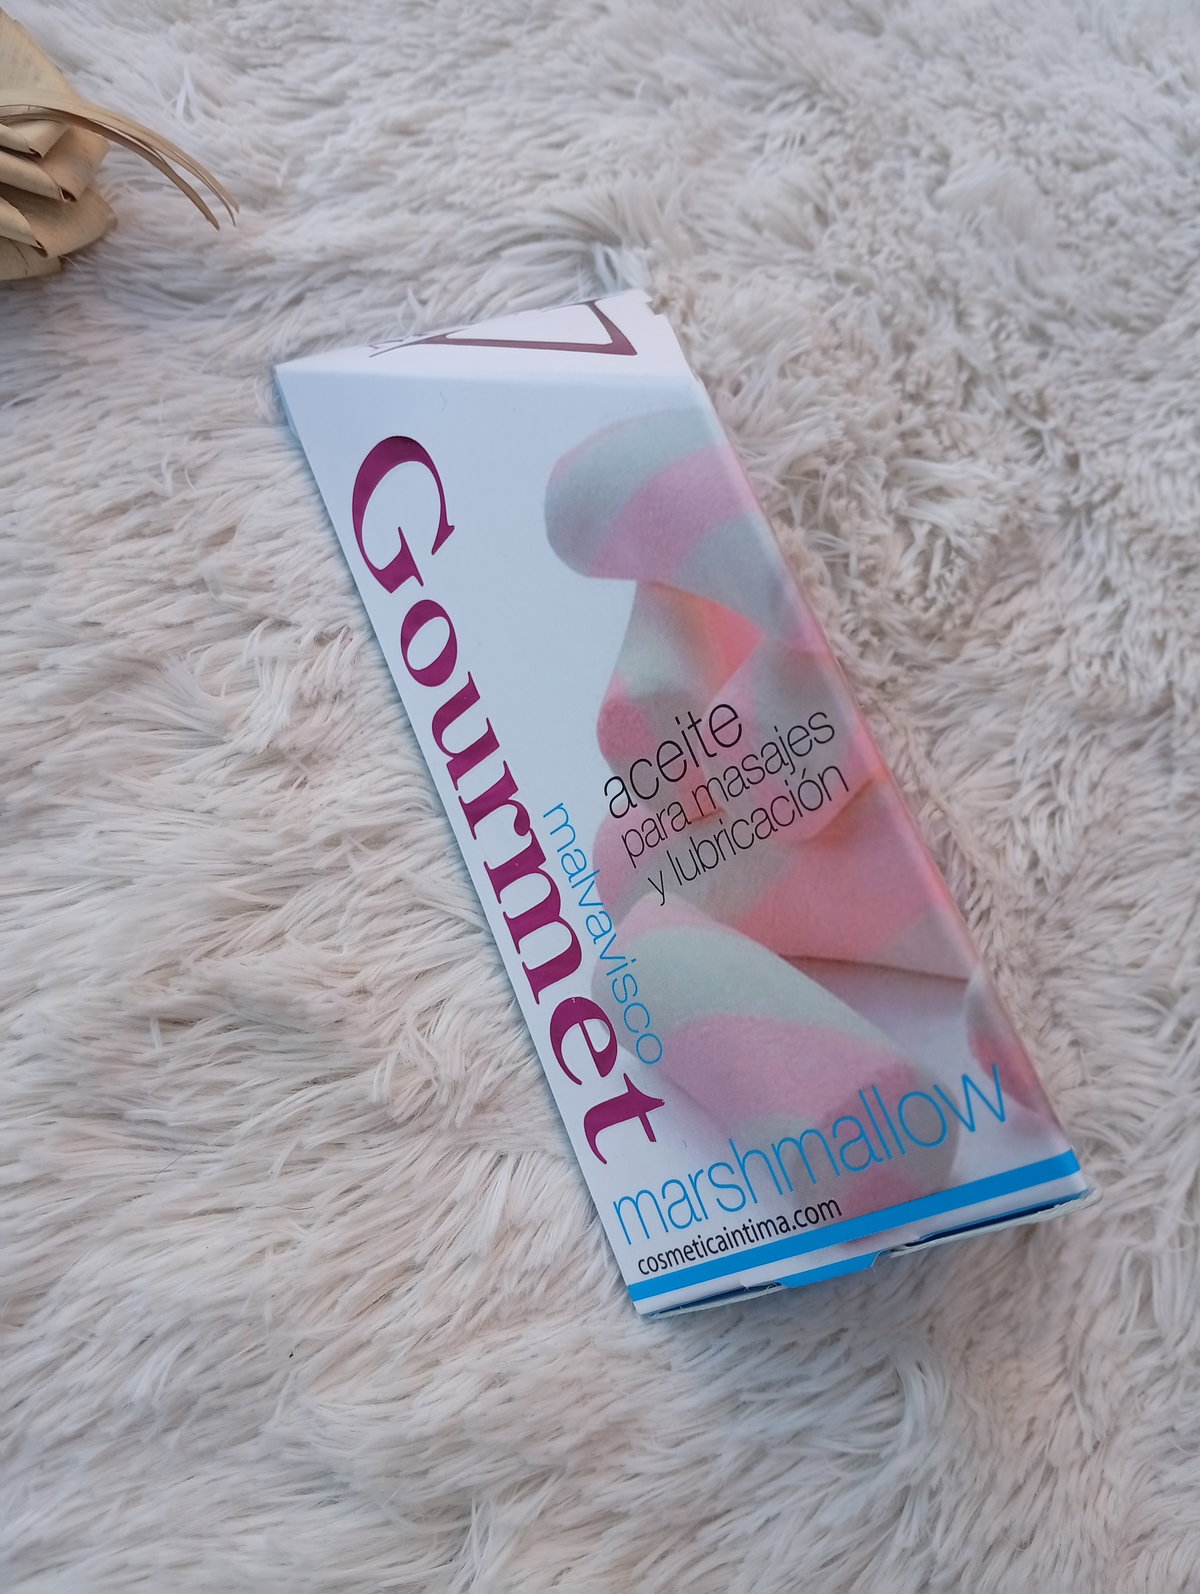 Gourmet
malvavisco
aceite
para masajes
y lubricación
marshmallow
cosmeticaintima.com